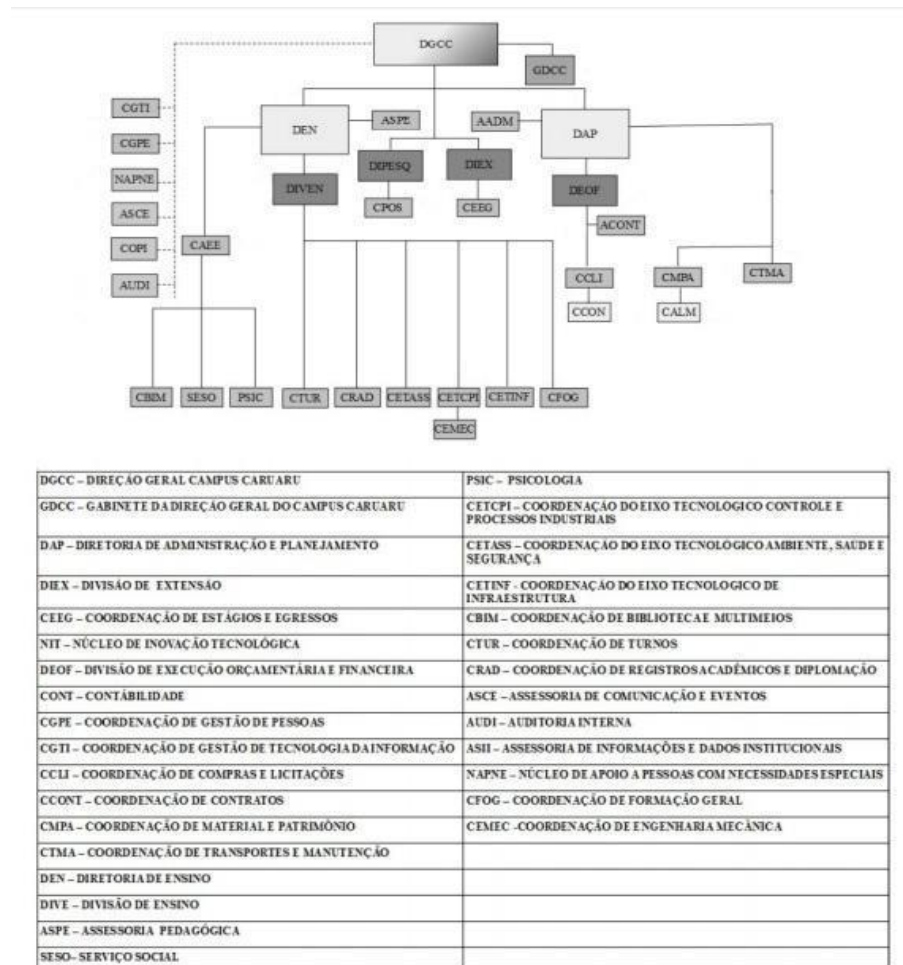 DGCC
GDCC
CGTI
CGPE
NAPNE
ASCE
COPI
AUDI
DEN
ASPE
AADM
DAP
DIVEN
DIPESQ
DIEX
DEOF
CPOS
CEEG
ACONT
CAEE
CCLI
CMPA
CTMA
CCON
CALM
CBIM
SESO
PSIC
CTUR
CRAD
CETASS
CETCPI
CETINF
CFOG
CEMEC
DGCC – DIREÇÃO GERAL CAMPUS CARUARU
PSIC – PSICOLOGIA
GDCC – GABINETE DA DIREÇÃO GERAL DO CAMPUS CARUARU
CETCPI – COORDENAÇÃO DO EIXO TECNOLÓGICO CONTROLE E
PROCESSOS INDUSTRIAIS
DAP – DIRETORIA DE ADMINISTRAÇÃO E PLANEJAMENTO
CETASS – COORDENAÇÃO DO EIXO TECNOLÓGICO AMBIENTE, SAÚDE E
SEGURANÇA
DIEX – DIVISÃO DE EXTENSÃO
CETINF - COORDENAÇÃO DO EIXO TECNOLOGICO DE
INFRAESTRUTURA
CEEG – COORDENAÇÃO DE ESTÁGIOS E EGRESSOS
CBIM – COORDENAÇÃO DE BIBLIOTECA E MULTIMEIOS
NIT – NÚCLEO DE INOVAÇÃO TECNOLÓGICA
CTUR – COORDENAÇÃO DE TURNOS
DEOF – DIVISÃO DE EXECUÇÃO ORÇAMENTÁRIA E FINANCEIRA
CRAD – COORDENAÇÃO DE REGISTROS ACADÊMICOS E DIPLOMAÇÃO
CONT – CONTÁBILIDADE
ASCE – ASSESSORIA DE COMUNICAÇÃO E EVENTOS
CGPE – COORDENAÇÃO DE GESTÃO DE PESSOAS
AUDI – AUDITORIA INTERNA
CGTI – COORDENAÇÃO DE GESTÃO DE TECNOLOGIA DA INFORMAÇÃO
ASII – ASSESSORIA DE INFORMAÇÕES E DADOS INSTITUCIONAIS
CCLI – COORDENAÇÃO DE COMPRAS E LICITAÇÕES
NAPNE – NÚCLEO DE APOIO A PESSOAS COM NECESSIDADES ESPECIAIS
CCONT – COORDENAÇÃO DE CONTRATOS
CFOG – COORDENAÇÃO DE FORMAÇÃO GERAL
CMPA – COORDENAÇÃO DE MATERIAL E PATRIMÔNIO
CEMEC -COORDENAÇÃO DE ENGENHARIA MECÂNICA
CTMA – COORDENAÇÃO DE TRANSPORTES E MANUTENÇÃO
DEN – DIRETORIA DE ENSINO
DIVE – DIVISÃO DE ENSINO
ASPE – ASSESSORIA PEDAGÓGICA
SESO– SERVIÇO SOCIAL